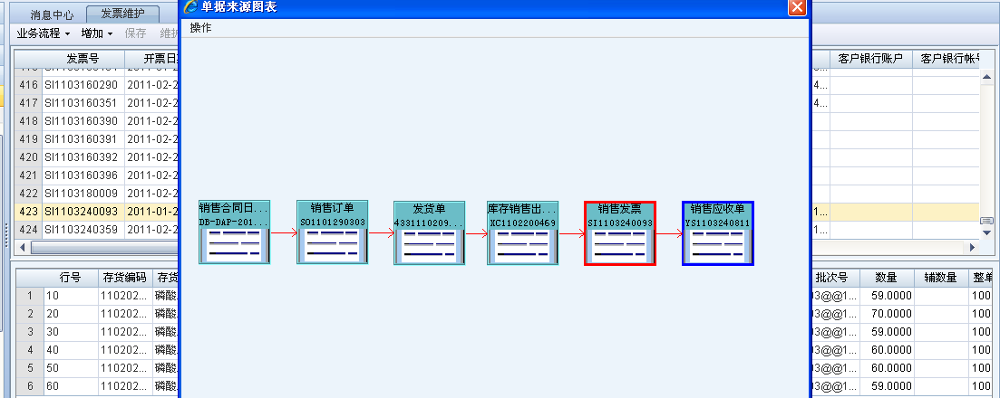 单据来源图表
操作
消息中心 发票维护
业务流程 增加 保存 维护
发票号 开票日 客户银行账户 客户银行帐号
416 SI1103160290 2011-02-2 4...
417 SI1103160351 2011-02-2 4...
418 SI1103160390 2011-02-2
419 SI1103160391 2011-02-2
420 SI1103160392 2011-02-2
421 SI1103160396 2011-02-2
422 SI1103180009 2011-02-2
423 SI1103240093 2011-01-2 1...
424 SI1103240359 2011-02-2 1...
销售合同日... 销售订单 发货单 库存销售出... 销售发票 销售应收单
DB-DAP-201... SO1101290303 4331110209... XC1102200469 SI1103240093 YS1103240811
行号 存货编码 存货 批次号 数量 辅数量 整单
1 10 110202... 磷酸 03@@1... 59.0000 100
2 20 110202... 磷酸 03@@1... 70.0000 100
3 30 110202... 磷酸 03@@1... 59.0000 100
4 40 110202... 磷酸 03@@1... 60.0000 100
5 50 110202... 磷酸 03@@1... 60.0000 100
6 60 110202... 磷酸 03@@1... 59.0000 100